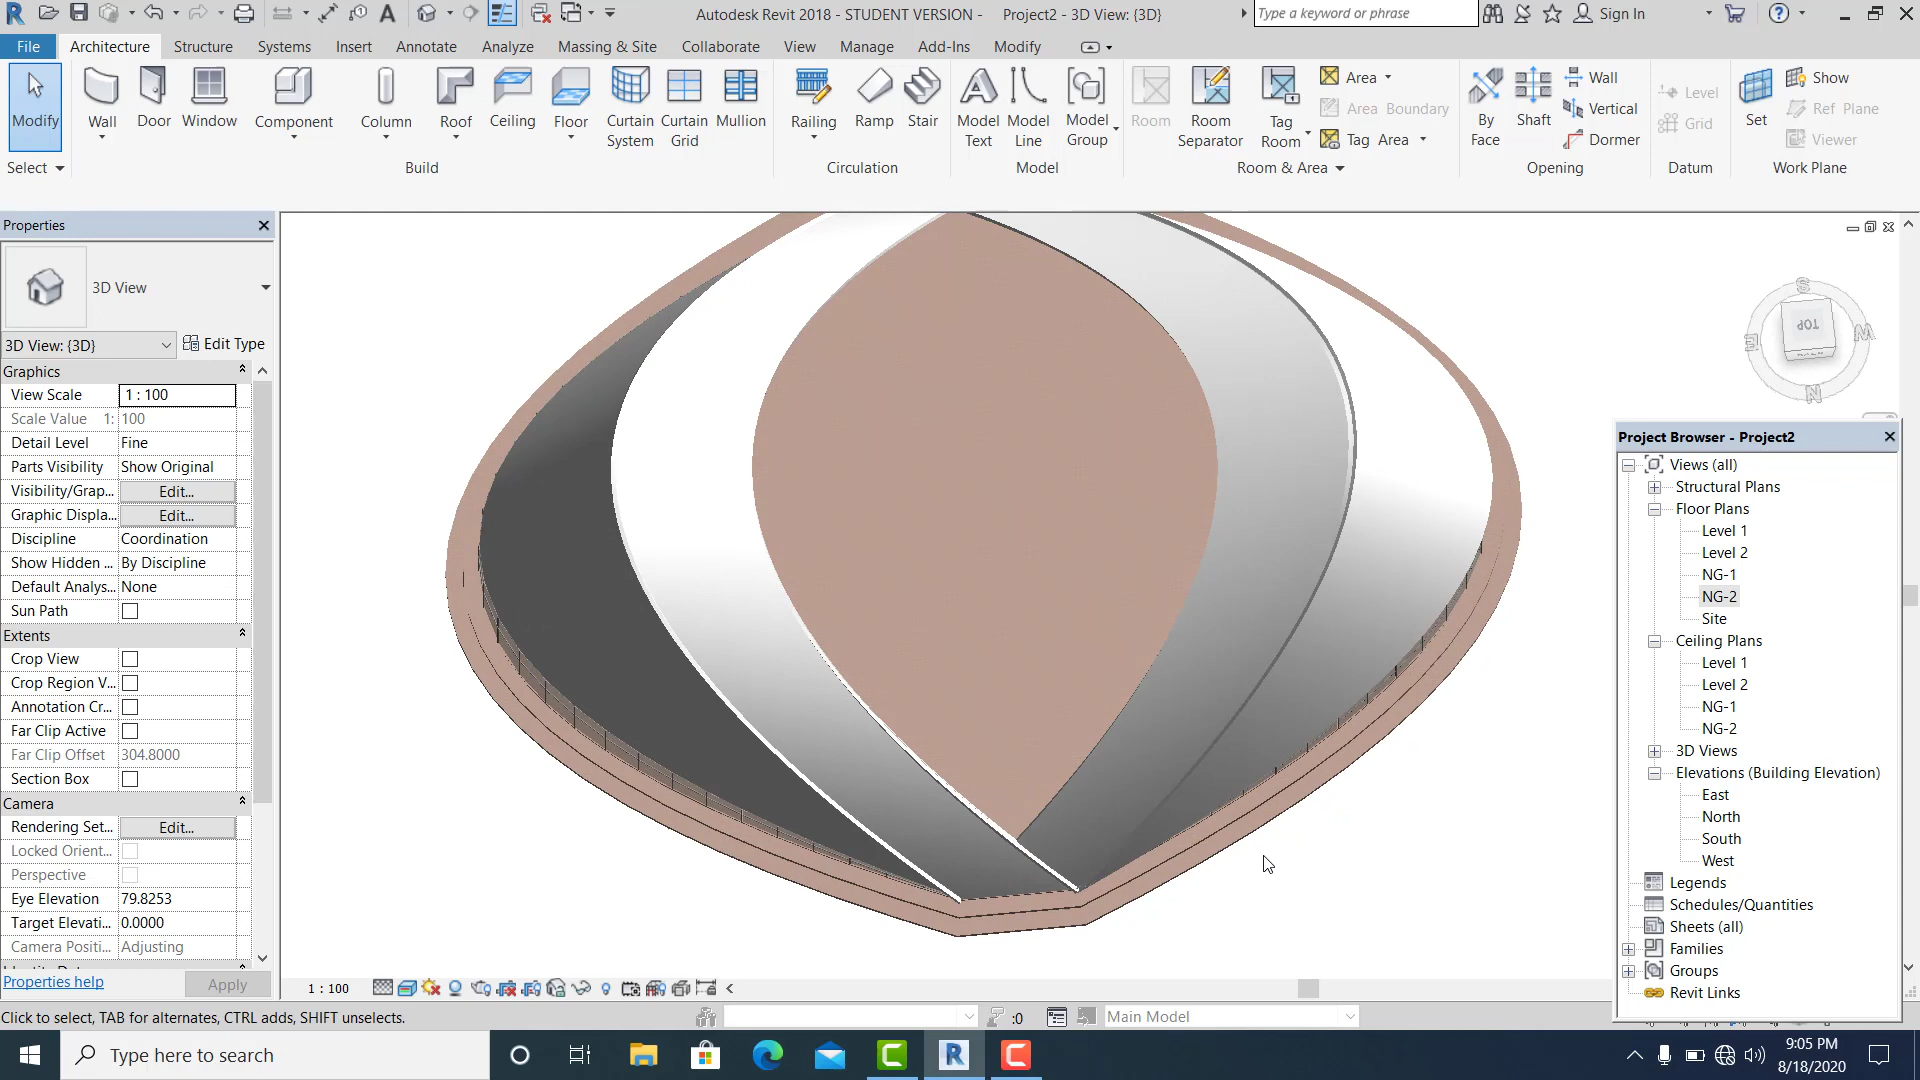 Autodesk Revit 2018 - STUDENT VERSION - Project2 - 3D View: {3D}
Type a keyword or phrase
Sign In
File Architecture Structure Systems Insert Annotate Analyze Massing & Site Collaborate View Manage Add-Ins Modify
Modify
Wall
Door
Window
Component
Column
Roof
Ceiling
Floor
Curtain System
Curtain Grid
Mullion
Railing
Ramp
Stair
Model Text
Model Line
Model Group
Room
Room Separator
Tag Room
Area
Area Boundary
Tag Area
By Face
Shaft
Wall
Vertical
Dormer
Level
Grid
Set
Show
Ref Plane
Viewer
Select
Build
Circulation
Model
Room & Area
Opening
Datum
Work Plane
Properties
3D View
3D View: {3D}
Edit Type
Graphics
View Scale 1 : 100
Scale Value 1: 100
Detail Level Fine
Parts Visibility Show Original
Visibility/Grap... Edit...
Graphic Displa... Edit...
Discipline Coordination
Show Hidden ... By Discipline
Default Analys... None
Sun Path
Extents
Crop View
Crop Region V...
Annotation Cr...
Far Clip Active
Far Clip Offset 304.8000
Section Box
Camera
Rendering Set... Edit...
Locked Orient...
Perspective
Eye Elevation 79.8253
Target Elevati... 0.0000
Camera Positi... Adjusting
Properties help
Apply
S
E
TOP
M
N
Project Browser - Project2
Views (all)
Structural Plans
Floor Plans
Level 1
Level 2
NG-1
NG-2
Site
Ceiling Plans
Level 1
Level 2
NG-1
NG-2
3D Views
Elevations (Building Elevation)
East
North
South
West
Legends
Schedules/Quantities
Sheets (all)
Families
Groups
Revit Links
1 : 100
Click to select, TAB for alternates, CTRL adds, SHIFT unselects.
:0
Main Model
Type here to search
9:05 PM
8/18/2020